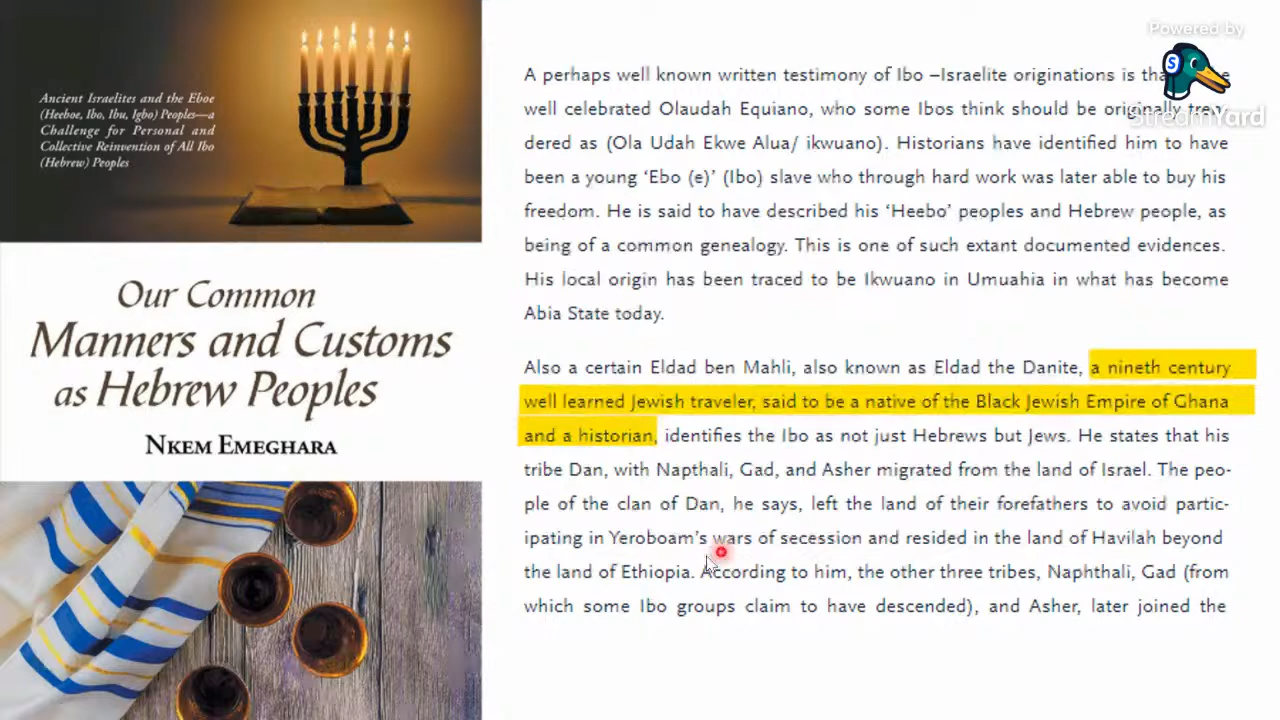 Ancient Israelites and the Eboe
(Heeboe, Ibo, Ibu, Igbo) Peoples—a
Challenge for Personal and
Collective Reinvention of All Ibo
(Hebrew) Peoples
Our Common
Manners and Customs
as Hebrew Peoples
NKEM EMEGHARA
Powered by
S
StreamYard
A perhaps well known written testimony of Ibo –Israelite originations is
well celebrated Olaudah Equiano, who some Ibos think should be originally
dered as (Ola Udah Ekwe Alua/ ikwuano). Historians have identified him to have
been a young ‘Ebo (e)’ (Ibo) slave who through hard work was later able to buy his
freedom. He is said to have described his ‘Heebo’ peoples and Hebrew people, as
being of a common genealogy. This is one of such extant documented evidences.
His local origin has been traced to be Ikwuano in Umuahia in what has become
Abia State today.
Also a certain Eldad ben Mahli, also known as Eldad the Danite, a nineth century
well learned Jewish traveler, said to be a native of the Black Jewish Empire of Ghana
and a historian, identifies the Ibo as not just Hebrews but Jews. He states that his
tribe Dan, with Napthali, Gad, and Asher migrated from the land of Israel. The peo-
ple of the clan of Dan, he says, left the land of their forefathers to avoid partic-
ipating in Yeroboam’s wars of secession and resided in the land of Havilah beyond
the land of Ethiopia. According to him, the other three tribes, Naphthali, Gad (from
which some Ibo groups claim to have descended), and Asher, later joined the